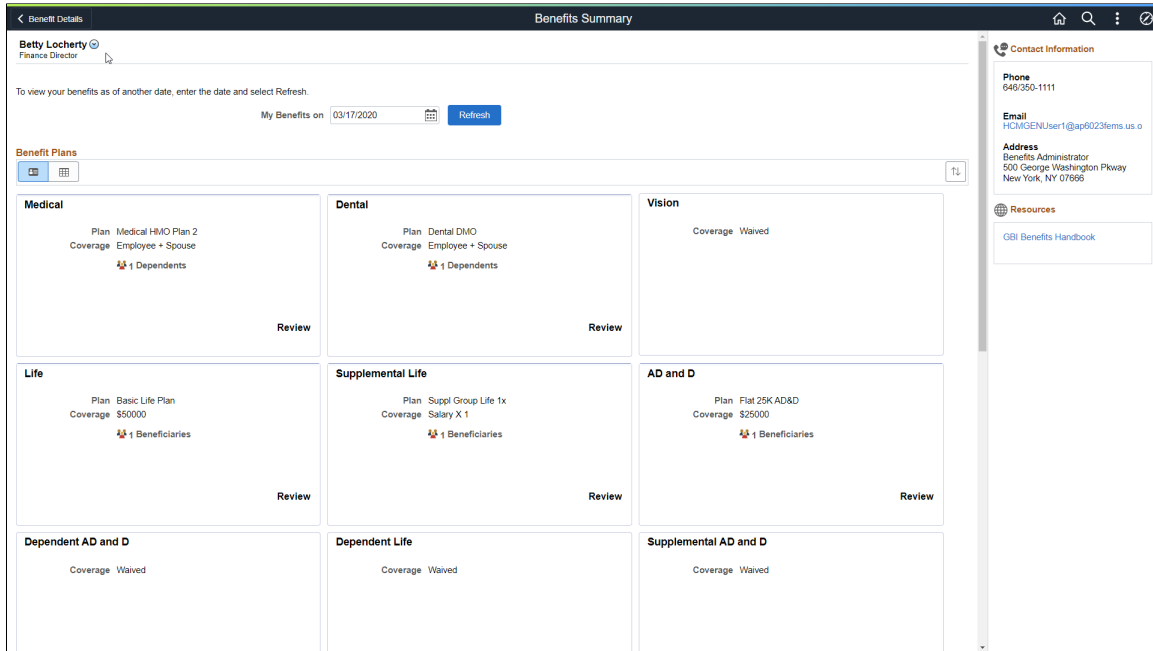 Benefit Details
Benefits Summary
Betty Locherty
Finance Director
To view your benefits as of another date, enter the date and select Refresh.
My Benefits on 03/17/2020 Refresh
Benefit Plans
Medical
Plan Medical HMO Plan 2
Coverage Employee + Spouse
1 Dependents
Review
Dental
Plan Dental DMO
Coverage Employee + Spouse
1 Dependents
Review
Vision
Coverage Waived
Life
Plan Basic Life Plan
Coverage $50000
1 Beneficiaries
Review
Supplemental Life
Plan Suppl Group Life 1x
Coverage Salary X 1
1 Beneficiaries
Review
AD and D
Plan Flat 25K AD&D
Coverage $25000
1 Beneficiaries
Review
Dependent AD and D
Coverage Waived
Dependent Life
Coverage Waived
Supplemental AD and D
Coverage Waived
Contact Information
Phone
646/350-1111
Email
HCMGENUser1@ap6023fems.us.o
Address
Benefits Administrator
500 George Washington Pkway
New York, NY 07666
Resources
GBI Benefits Handbook